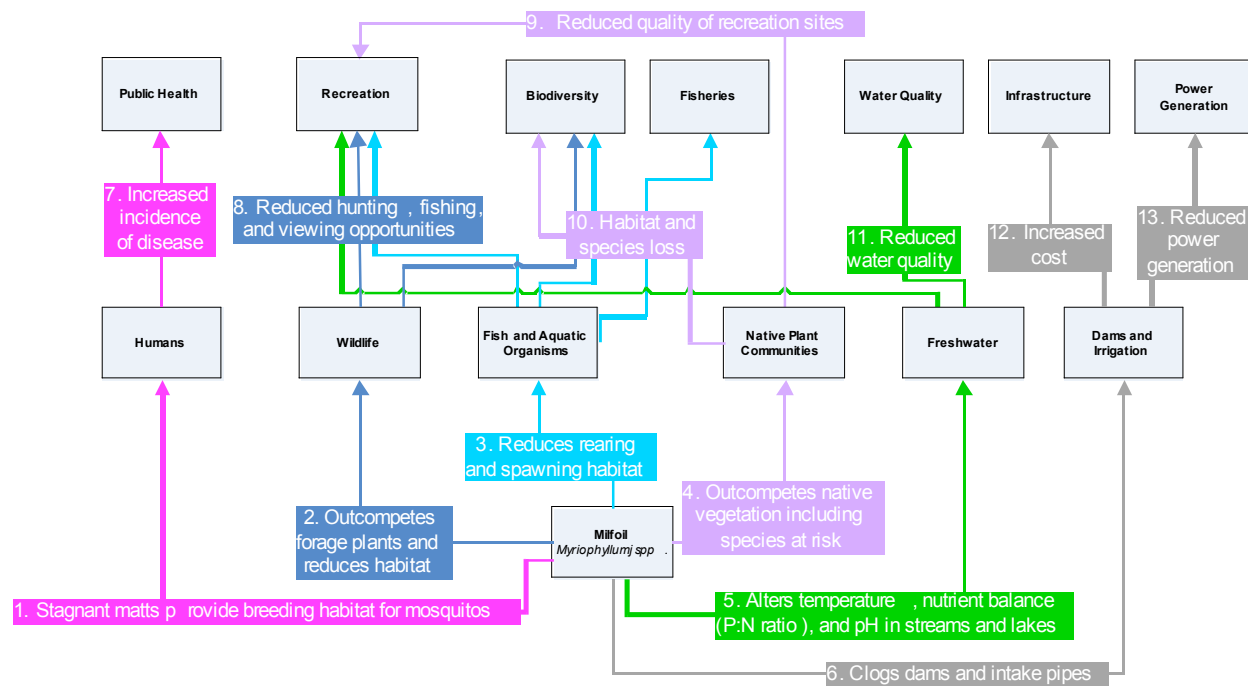 9. Reduced quality of recreation sites
Public Health
Recreation
Biodiversity
Fisheries
Water Quality
Infrastructure
Power
Generation
7. Increased
incidence
of disease
8. Reduced hunting , fishing,
and viewing opportunities
10. Habitat and
species loss
11. Reduced
water quality
12. Increased
cost
13. Reduced
power
generation
Humans
Wildlife
Fish and Aquatic
Organisms
Native Plant
Communities
Freshwater
Dams and
Irrigation
3. Reduces rearing
and spawning habitat
2. Outcompetes
forage plants and
reduces habitat
Milfoil
Myriophyllumj spp .
4. Outcompetes native
vegetation including
species at risk
1. Stagnant matts p rovide breeding habitat for mosquitos
5. Alters temperature , nutrient balance
(P:N ratio ), and pH in streams and lakes
6. Clogs dams and intake pipes